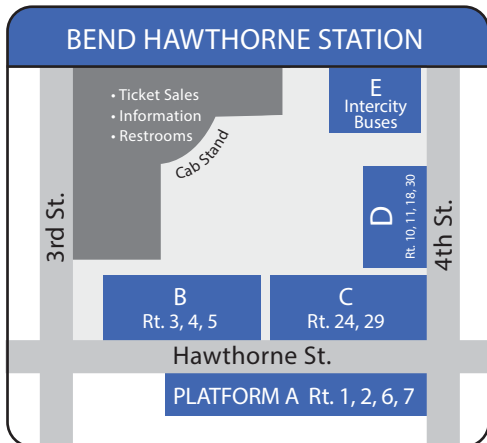 BEND HAWTHORNE STATION
• Ticket Sales
• Information
• Restrooms
Cab Stand
E
Intercity
Buses
3rd St.
D
Rt. 10, 11, 18, 30
4th St.
B
Rt. 3, 4, 5
C
Rt. 24, 29
Hawthorne St.
PLATFORM A Rt. 1, 2, 6, 7